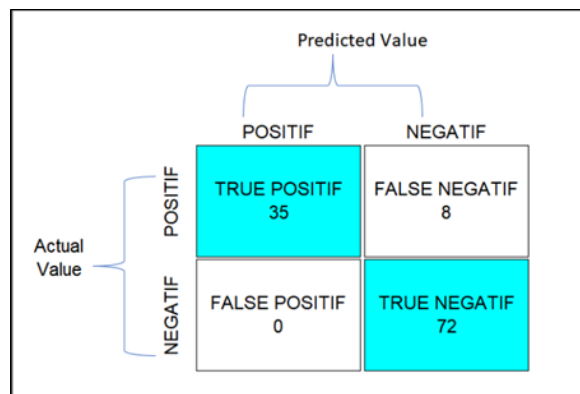 Predicted Value
POSITIF
NEGATIF
Actual
Value
POSITIF
TRUE POSITIF
35
FALSE NEGATIF
8
NEGATIF
FALSE POSITIF
0
TRUE NEGATIF
72